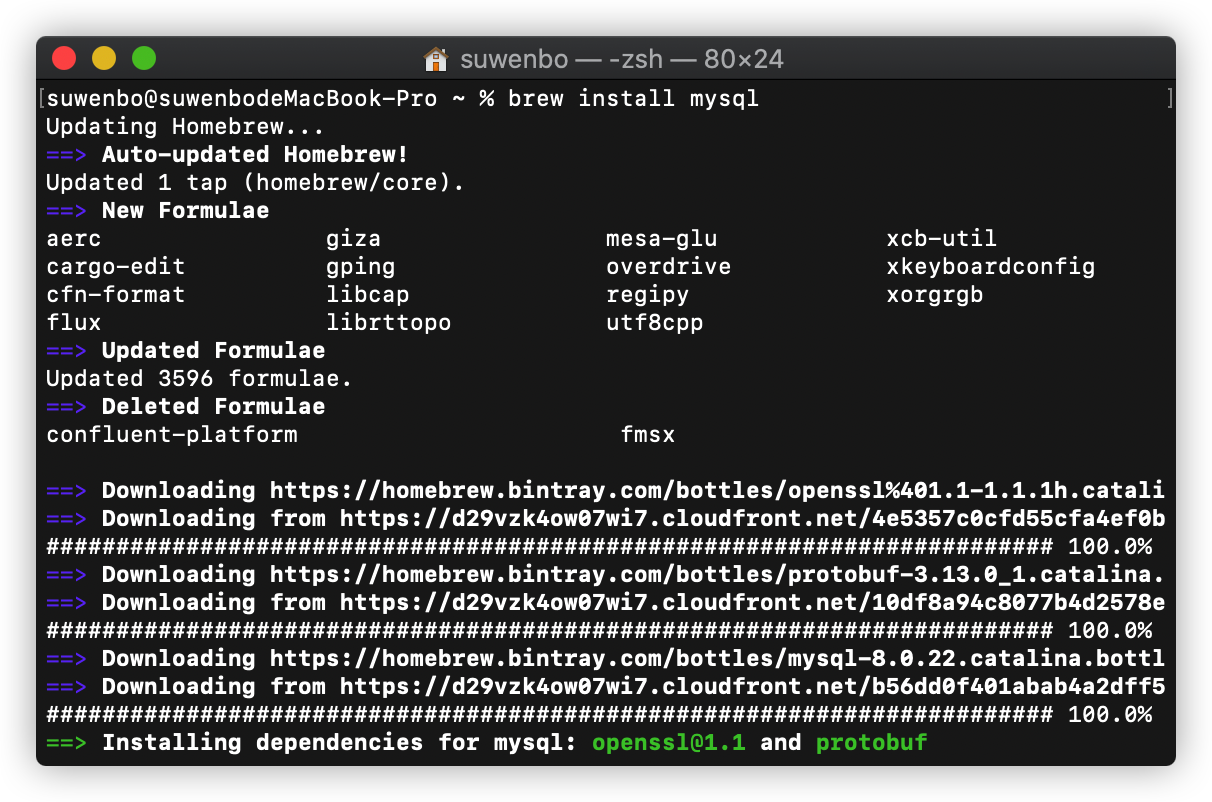 suwenbo — -zsh — 80×24
[suwenbo@suwenbodeMacBook-Pro ~ % brew install mysql ]
Updating Homebrew...
==> Auto-updated Homebrew!
Updated 1 tap (homebrew/core).
==> New Formulae
aerc giza mesa-glu xcb-util
cargo-edit gping overdrive xkeyboardconfig
cfn-format libcap regipy xorgrgb
flux librttopo utf8cpp
==> Updated Formulae
Updated 3596 formulae.
==> Deleted Formulae
confluent-platform fmsx
==> Downloading https://homebrew.bintray.com/bottles/openssl%401.1-1.1.1h.catali
==> Downloading from https://d29vzk4ow07wi7.cloudfront.net/4e5357c0cfd55cfa4ef0b
######################################################################## 100.0%
==> Downloading https://homebrew.bintray.com/bottles/protobuf-3.13.0_1.catalina.
==> Downloading from https://d29vzk4ow07wi7.cloudfront.net/10df8a94c8077b4d2578e
######################################################################## 100.0%
==> Downloading https://homebrew.bintray.com/bottles/mysql-8.0.22.catalina.bottl
==> Downloading from https://d29vzk4ow07wi7.cloudfront.net/b56dd0f401abab4a2dff5
######################################################################## 100.0%
==> Installing dependencies for mysql: openssl@1.1 and protobuf